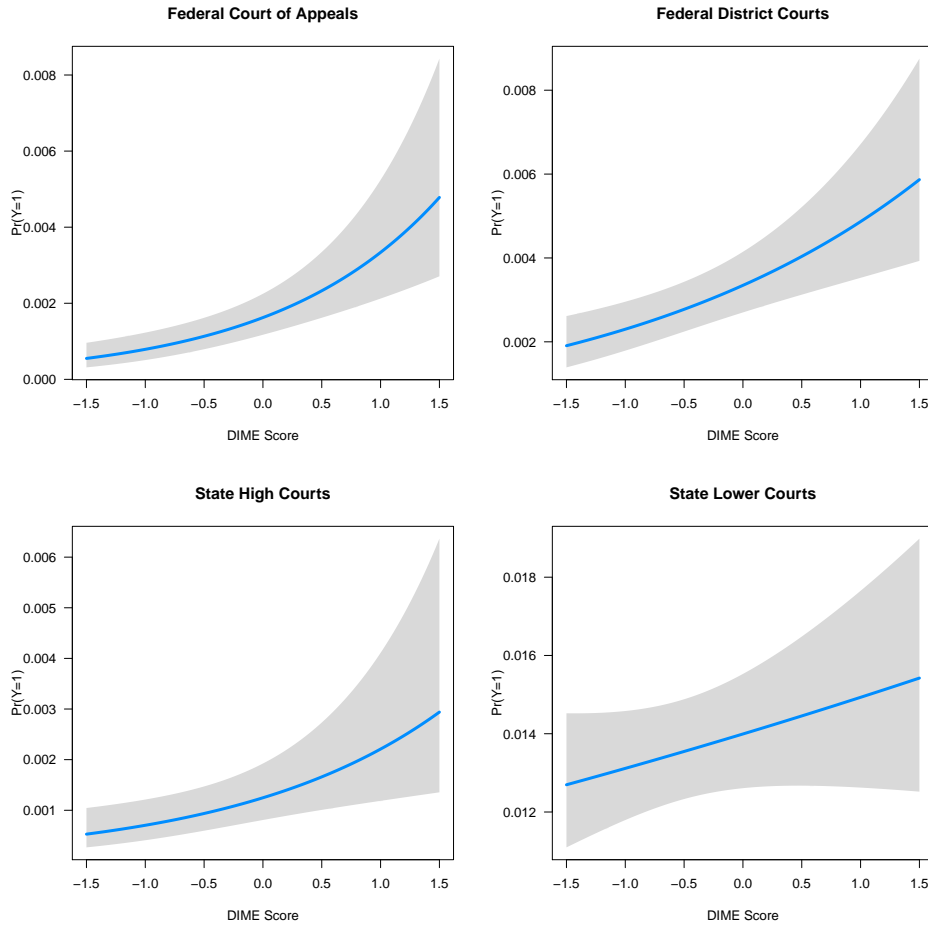 Federal Court of Appeals
Pr(Y=1)
0.008
0.006
0.004
0.002
0.000
−1.5 −1.0 −0.5 0.0 0.5 1.0 1.5
DIME Score
Federal District Courts
Pr(Y=1)
0.008
0.006
0.004
0.002
−1.5 −1.0 −0.5 0.0 0.5 1.0 1.5
DIME Score
State High Courts
Pr(Y=1)
0.006
0.005
0.004
0.003
0.002
0.001
−1.5 −1.0 −0.5 0.0 0.5 1.0 1.5
DIME Score
State Lower Courts
Pr(Y=1)
0.018
0.016
0.014
0.012
−1.5 −1.0 −0.5 0.0 0.5 1.0 1.5
DIME Score